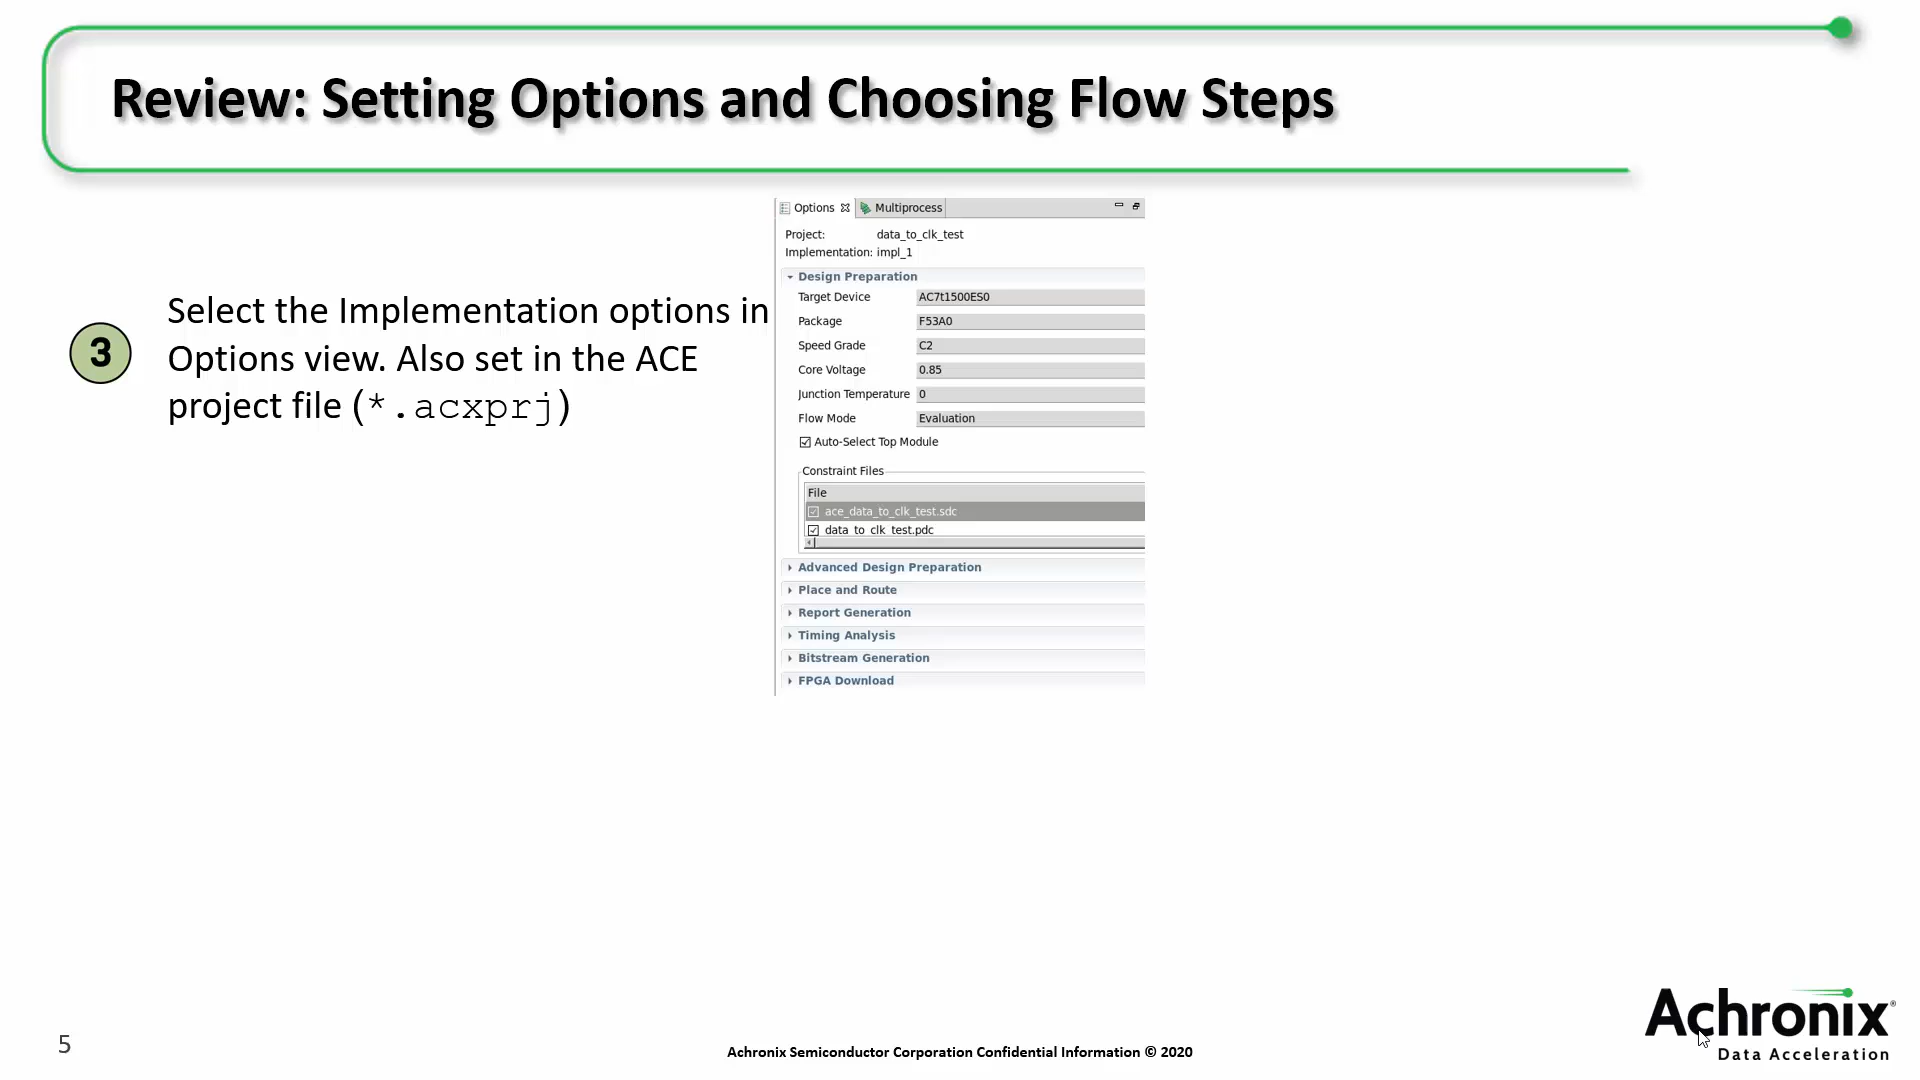 Review: Setting Options and Choosing Flow Steps
3
Select the Implementation options in
Options view. Also set in the ACE
project file (*.acxprj)
Options Multiprocess
Project: data_to_clk_test
Implementation: impl_1
Design Preparation
Target Device AC7t1500ES0
Package F53A0
Speed Grade C2
Core Voltage 0.85
Junction Temperature 0
Flow Mode Evaluation
Auto-Select Top Module
Constraint Files
File
ace_data_to_clk_test.sdc
data_to_clk_test.pdc
Advanced Design Preparation
Place and Route
Report Generation
Timing Analysis
Bitstream Generation
FPGA Download
5
Achronix Semiconductor Corporation Confidential Information © 2020
Achronix®
Data Acceleration